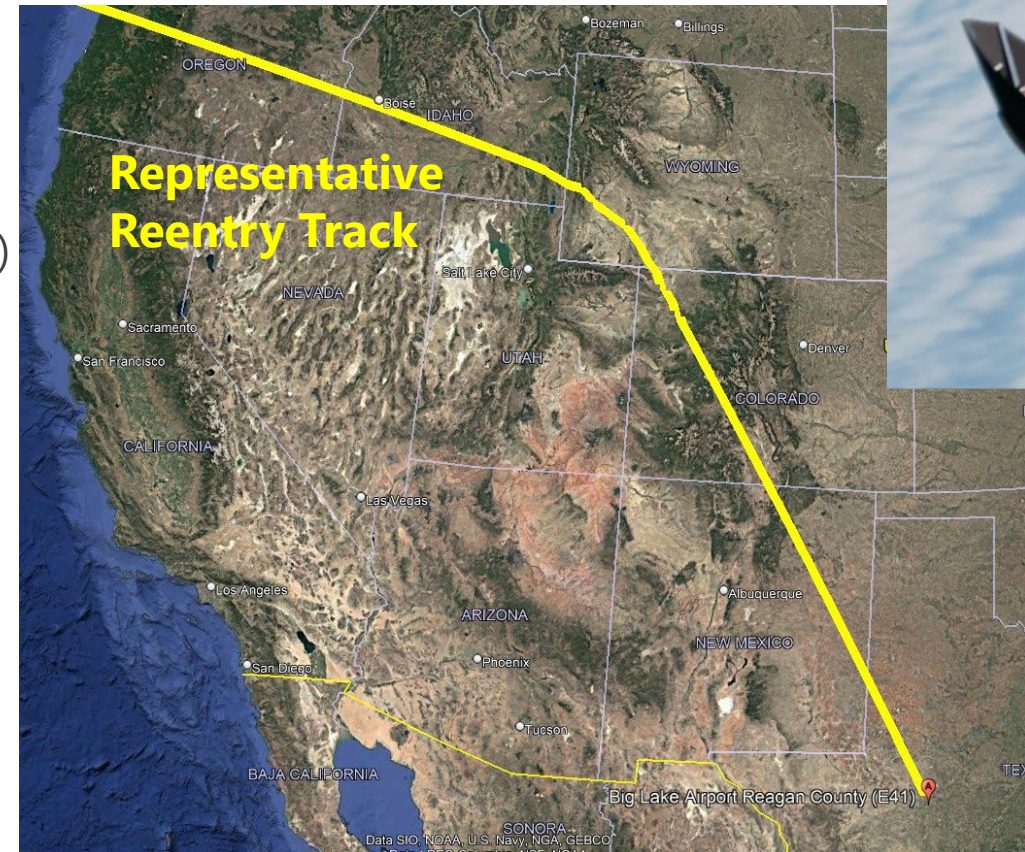 Bozeman
Billings
OREGON
Boise
IDAHO
WYOMING
Representative
Reentry Track
)
Salt Lake City
NEVADA
Sacramento
San Francisco
UTAH
Denver
COLORADO
CALIFORNIA
Las Vegas
Los Angeles
Albuquerque
ARIZONA
NEW MEXICO
San Diego
Phoenix
Tucson
BAJA CALIFORNIA
A
TEX
Big Lake Airport Reagan County (E41)
SONORA
Data SIO, NOAA, U.S. Navy, NGA, GEBCO